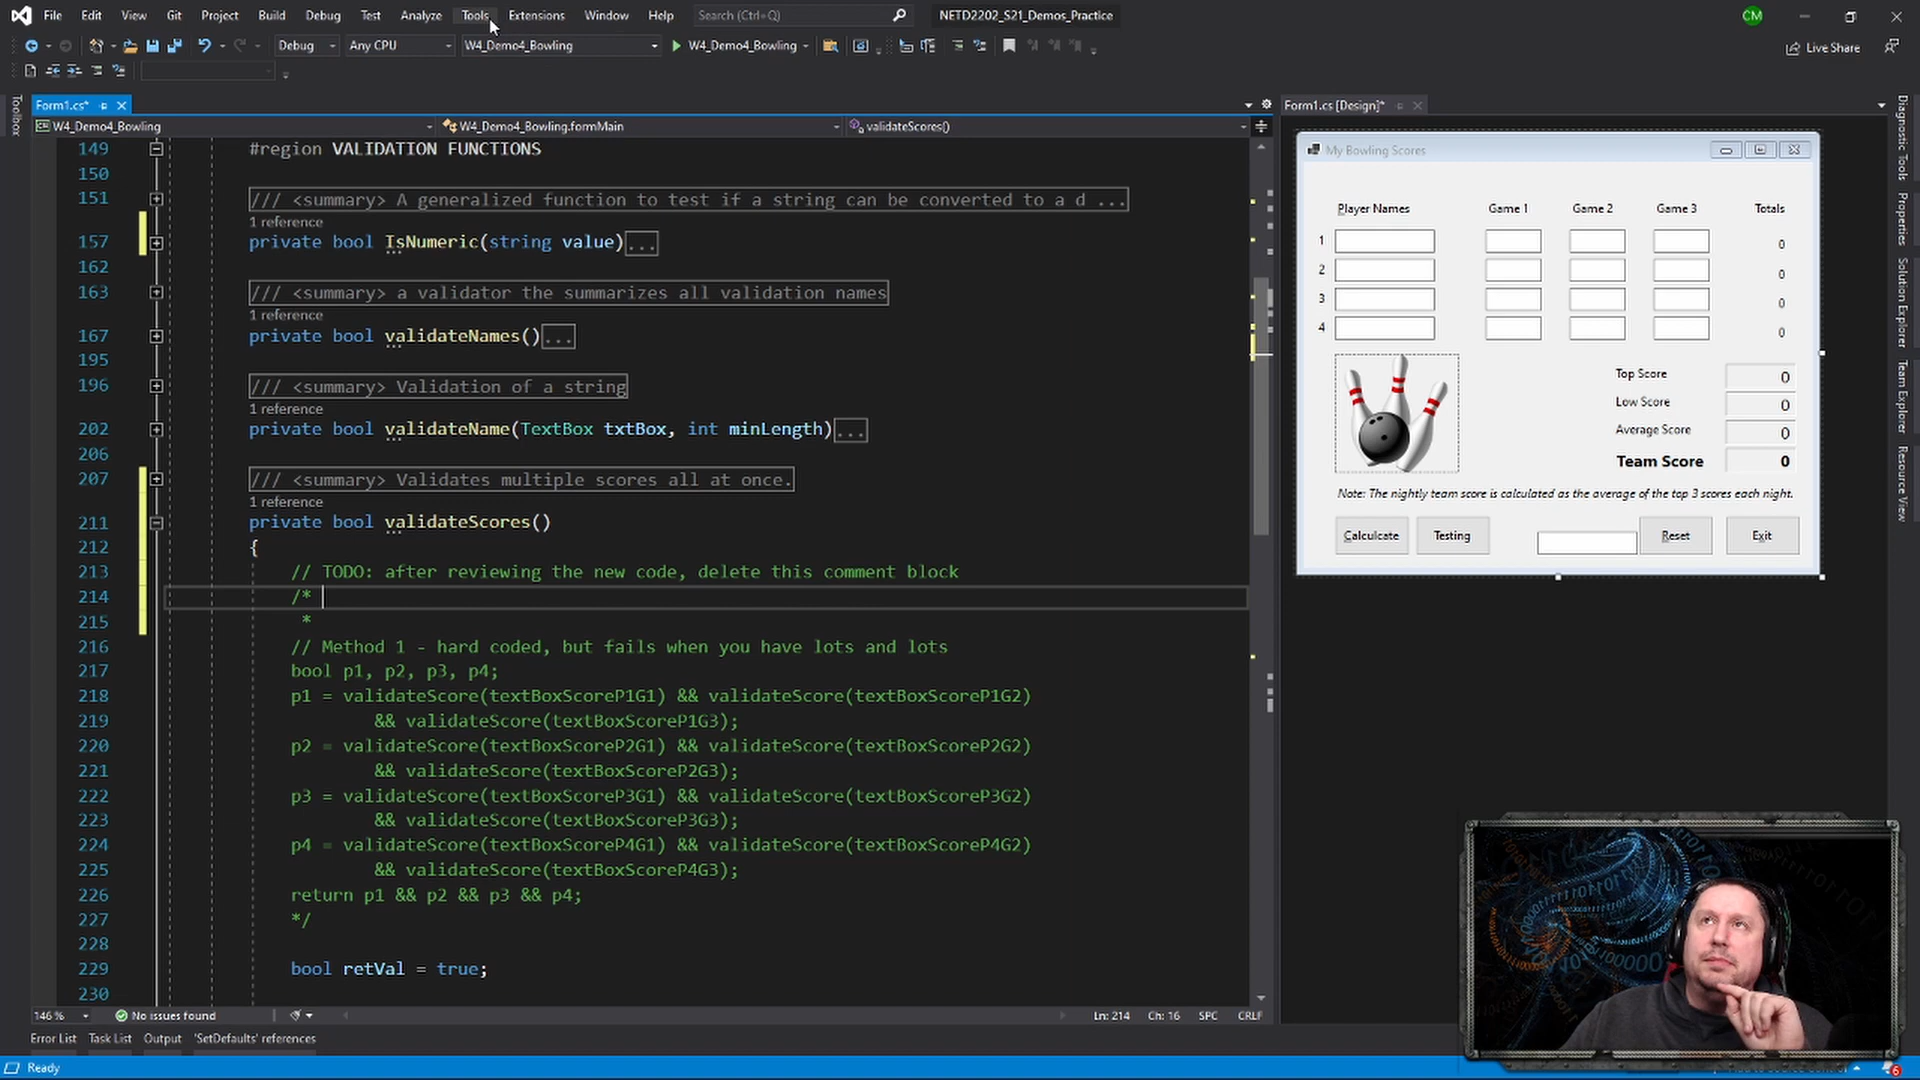 File Edit View Git Project Build Debug Test Analyze Tools Extensions Window Help Search (Ctrl+Q) NETD2202_S21_Demos_Practice CM
Debug Any CPU W4_Demo4_Bowling W4_Demo4_Bowling Live Share
Toolbox
Form1.cs*
W4_Demo4_Bowling W4_Demo4_Bowling.formMain validateScores()
149 #region VALIDATION FUNCTIONS
150
151 /// <summary> A generalized function to test if a string can be converted to a d ...
1 reference
157 private bool IsNumeric(string value)...
162
163 /// <summary> a validator the summarizes all validation names
1 reference
167 private bool validateNames()...
195
196 /// <summary> Validation of a string
1 reference
202 private bool validateName(TextBox txtBox, int minLength)...
206
207 /// <summary> Validates multiple scores all at once.
1 reference
211 private bool validateScores()
212 {
213 // TODO: after reviewing the new code, delete this comment block
214 /*
215 *
216 // Method 1 - hard coded, but fails when you have lots and lots
217 bool p1, p2, p3, p4;
218 p1 = validateScore(textBoxScoreP1G1) && validateScore(textBoxScoreP1G2)
219 && validateScore(textBoxScoreP1G3);
220 p2 = validateScore(textBoxScoreP2G1) && validateScore(textBoxScoreP2G2)
221 && validateScore(textBoxScoreP2G3);
222 p3 = validateScore(textBoxScoreP3G1) && validateScore(textBoxScoreP3G2)
223 && validateScore(textBoxScoreP3G3);
224 p4 = validateScore(textBoxScoreP4G1) && validateScore(textBoxScoreP4G2)
225 && validateScore(textBoxScoreP4G3);
226 return p1 && p2 && p3 && p4;
227 */
228
229 bool retVal = true;
230
146 % No issues found Ln: 214 Ch: 16 SPC CRLF
Error List Task List Output 'SetDefaults' references
Ready
Form1.cs [Design]*
My Bowling Scores
Player Names Game 1 Game 2 Game 3 Totals
1 0
2 0
3 0
4 0
Top Score 0
Low Score 0
Average Score 0
Team Score 0
Note: The nightly team score is calculated as the average of the top 3 scores each night.
Calculcate Testing Reset Exit
Diagnostic Tools
Properties
Solution Explorer
Team Explorer
Resource View
6